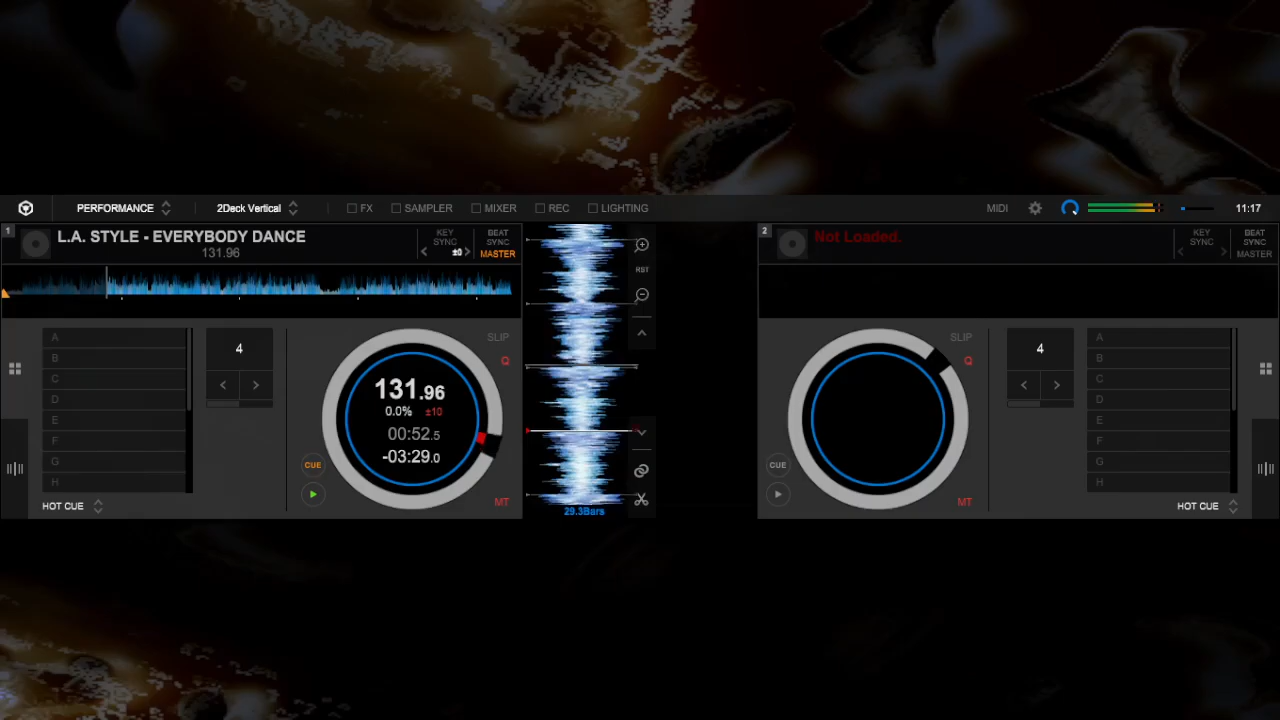 PERFORMANCE 2Deck Vertical FX SAMPLER MIXER REC LIGHTING MIDI 11:17
1 L.A. STYLE - EVERYBODY DANCE
131.96
KEY SYNC
±0
BEAT SYNC
MASTER
RST
2 Not Loaded.
KEY SYNC
BEAT SYNC
MASTER
A
B
C
D
E
F
G
H
HOT CUE
4
SLIP
Q
131.96
0.0% ±10
00:52.5
-03:29.0
CUE
MT
29.3Bars
SLIP
Q
CUE
MT
4
A
B
C
D
E
F
G
H
HOT CUE